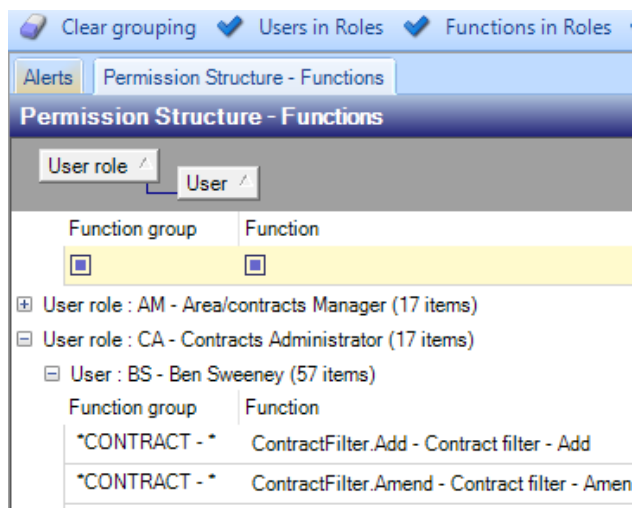 Clear grouping Users in Roles Functions in Roles
Alerts Permission Structure - Functions
Permission Structure - Functions
User role
User
Function group Function
User role : AM - Area/contracts Manager (17 items)
User role : CA - Contracts Administrator (17 items)
User : BS - Ben Sweeney (57 items)
Function group Function
*CONTRACT - * ContractFilter.Add - Contract filter - Add
*CONTRACT - * ContractFilter.Amend - Contract filter - Amen